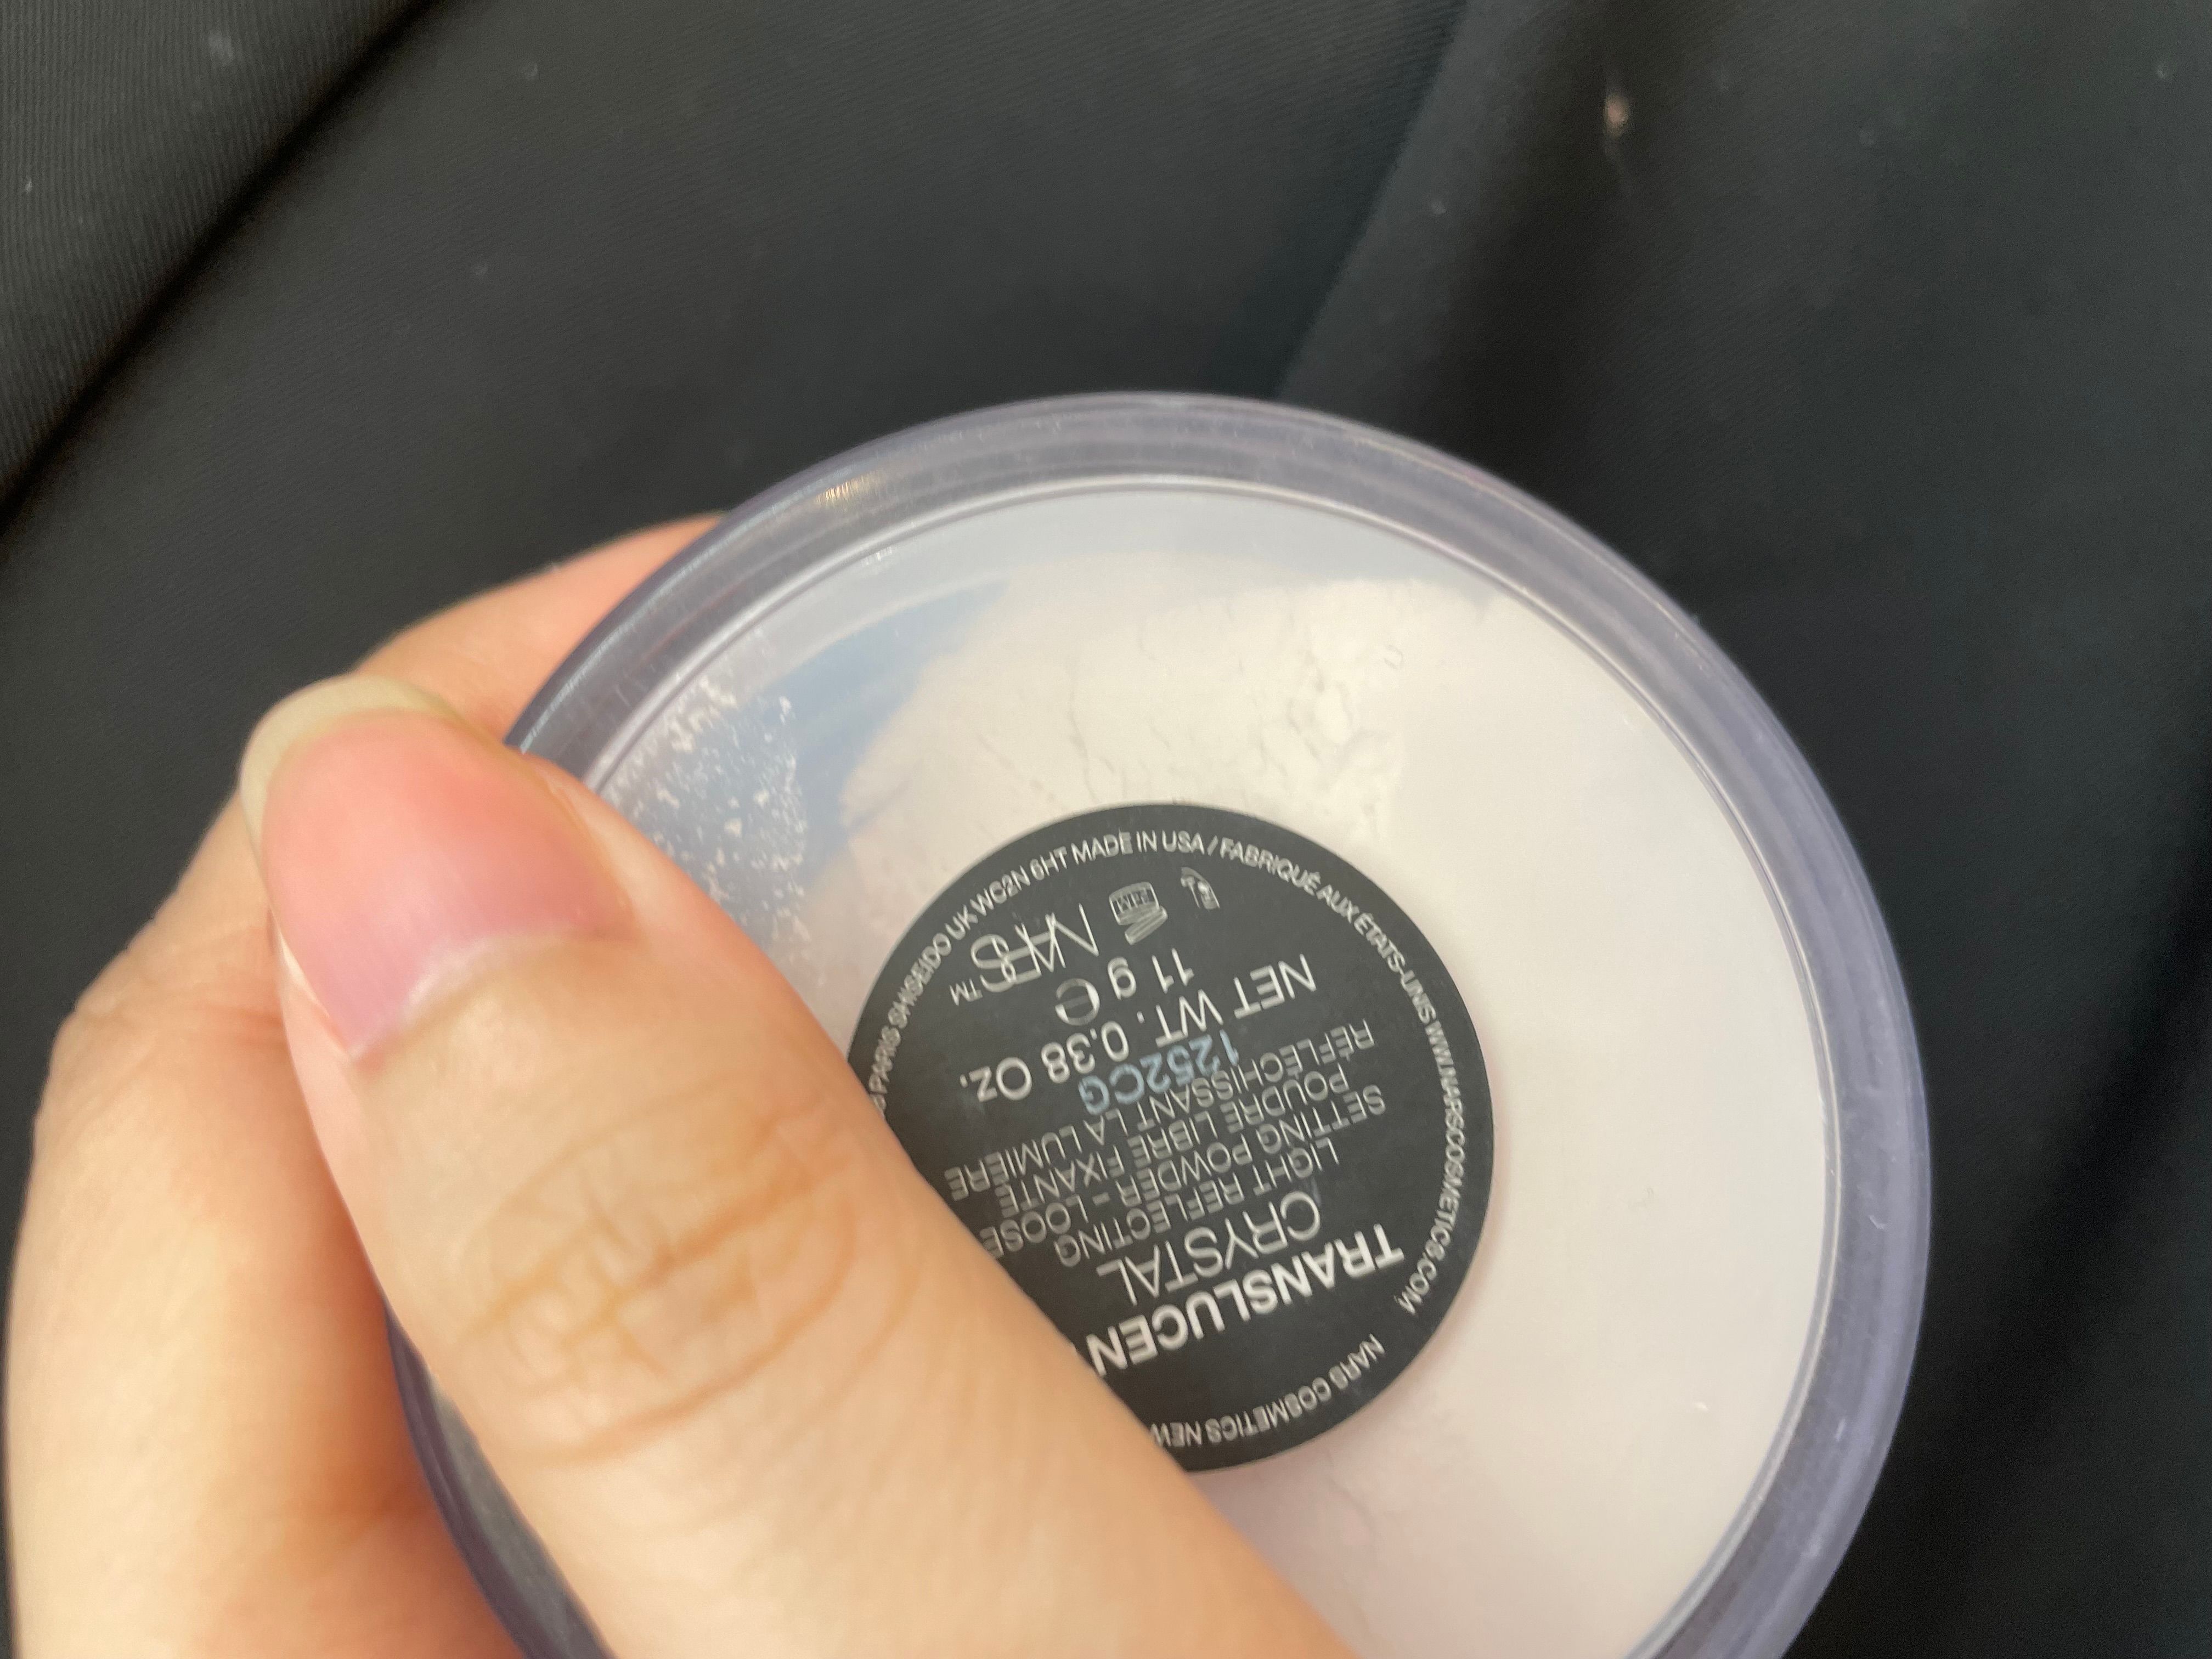 NARS COSMETICS NEW
PARIS SHISEIDO UK WC2N 6HT MADE IN USA / FABRIQUÉ AUX ÉTATS-UNIS WWW.NARSCOSMETICS.COM
TRANSLUCEN
CRYSTAL
LIGHT REFLECTING
SETTING POWDER - LOOSE
POUDRE LIBRE FIXANTE
RÉFLÉCHISSANT LA LUMIÈRE
1252CG
NET WT. 0.38 Oz.
11 g e
NARS™